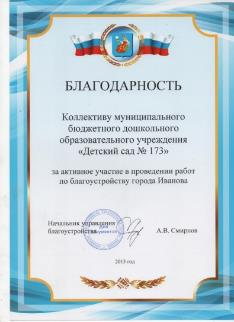 БЛАГОДАРНОСТЬ
Коллективу муниципального
бюджетного дошкольного
образовательного учреждения
«Детский сад № 173»
за активное участие в проведении работ
по благоустройству города Иванова
Начальник управления
благоустройства
А.В. Смирнов
2013 год